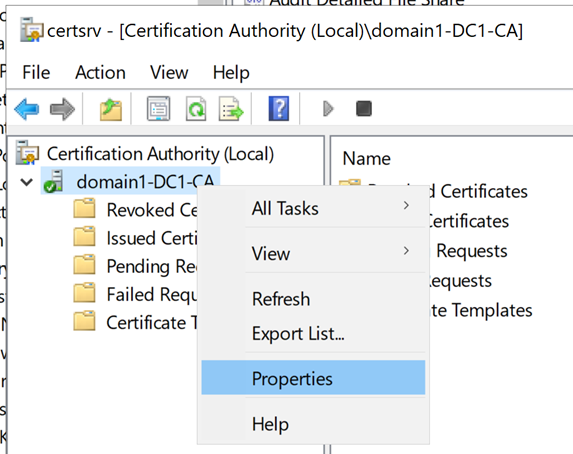 Audit Detailed File Share
certsrv - [Certification Authority (Local)\domain1-DC1-CA]
File Action View Help
Certification Authority (Local)
domain1-DC1-CA
Revoked Ce
Issued Certi
Pending Re
Failed Requ
Certificate T
All Tasks
View
Refresh
Export List...
Properties
Help
Name
Certificates
Certificates
Requests
Requests
te Templates